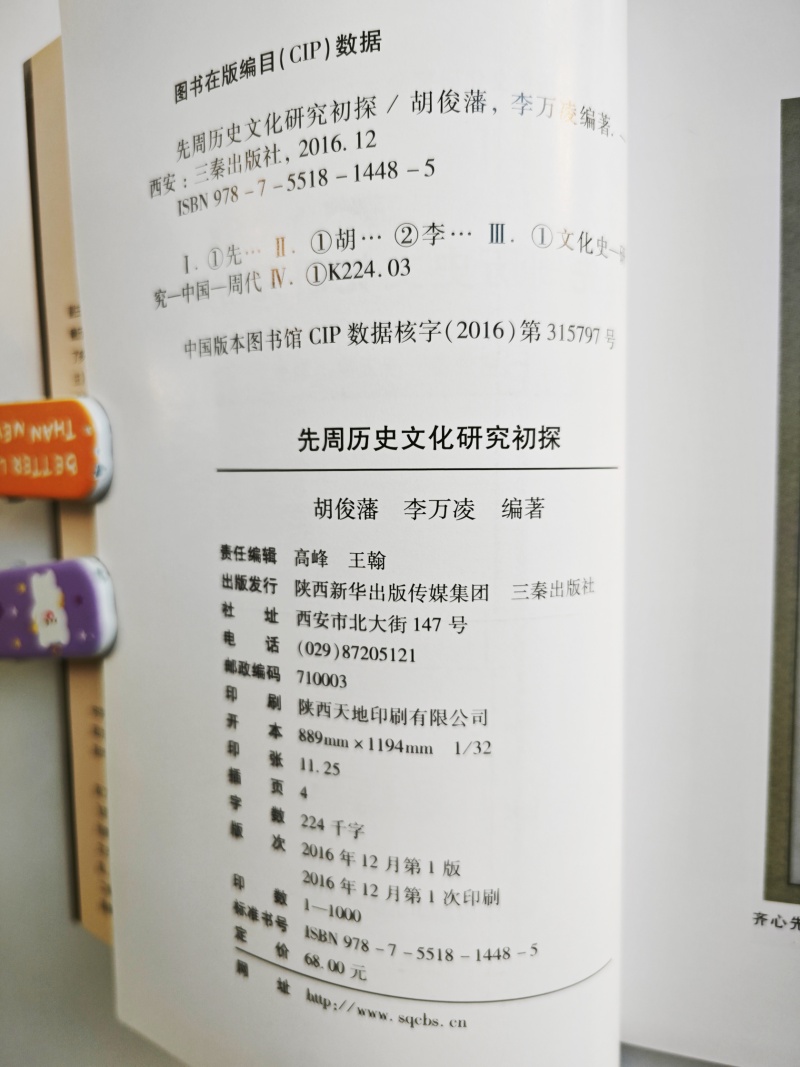 图书在版编目(CIP)数据
先周历史文化研究初探 / 胡俊藩, 李万凌编著. —
西安 : 三秦出版社, 2016. 12
ISBN 978 - 7 - 5518 - 1448 - 5
Ⅰ. ①先… Ⅱ. ①胡… ②李… Ⅲ. ①文化史—研
究—中国—周代 Ⅳ. ①K224.03
中国版本图书馆 CIP 数据核字(2016)第 315797 号
先周历史文化研究初探
胡俊藩 李万凌 编著
责任编辑 高峰 王翰
出版发行 陕西新华出版传媒集团 三秦出版社
社 址 西安市北大街 147 号
电 话 (029)87205121
邮政编码 710003
印 刷 陕西天地印刷有限公司
开 本 889mm × 1194mm 1/32
印 张 11.25
插 页 4
字 数 224 千字
版 次 2016 年 12 月第 1 版
2016 年 12 月第 1 次印刷
印 数 1—1000
标准书号 ISBN 978 - 7 - 5518 - 1448 - 5
定 价 68.00 元
网 址 http://www.sqcbs.cn
BETTER
THAN
齐心先